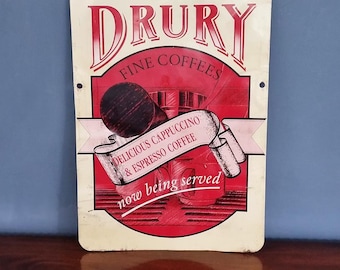 DRURY
FINE COFFEES
DELICIOUS CAPPUCCINO
& ESPRESSO COFFEE
now being served